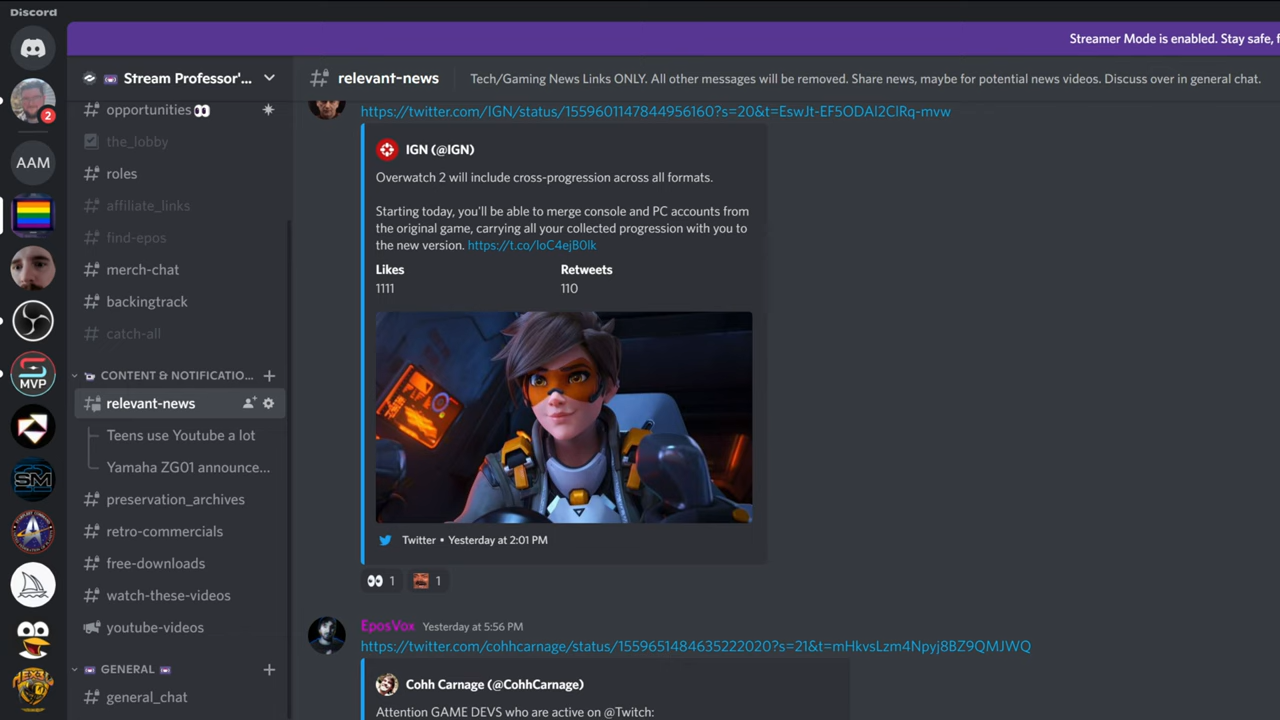 Discord
Streamer Mode is enabled. Stay safe, f
Stream Professor'...
relevant-news
Tech/Gaming News Links ONLY. All other messages will be removed. Share news, maybe for potential news videos. Discuss over in general chat.
opportunities👀
2
the_lobby
AAM
roles
affiliate_links
find-epos
merch-chat
backingtrack
catch-all
MVP
CONTENT & NOTIFICATIO...
relevant-news
Teens use Youtube a lot
Yamaha ZG01 announce...
SM
preservation_archives
retro-commercials
free-downloads
watch-these-videos
youtube-videos
GENERAL
general_chat
https://twitter.com/IGN/status/1559601147844956160?s=20&t=EswJt-EF5ODAI2CIRq-mvw
IGN (@IGN)
Overwatch 2 will include cross-progression across all formats.
Starting today, you'll be able to merge console and PC accounts from
the original game, carrying all your collected progression with you to
the new version. https://t.co/IoC4ejB0lk
Likes
Retweets
1111
110
Twitter • Yesterday at 2:01 PM
👀 1
1
EposVox Yesterday at 5:56 PM
https://twitter.com/cohhcarnage/status/1559651484635222020?s=21&t=mHkvsLzm4Npyj8BZ9QMJWQ
Cohh Carnage (@CohhCarnage)
Attention GAME DEVS who are active on @Twitch: